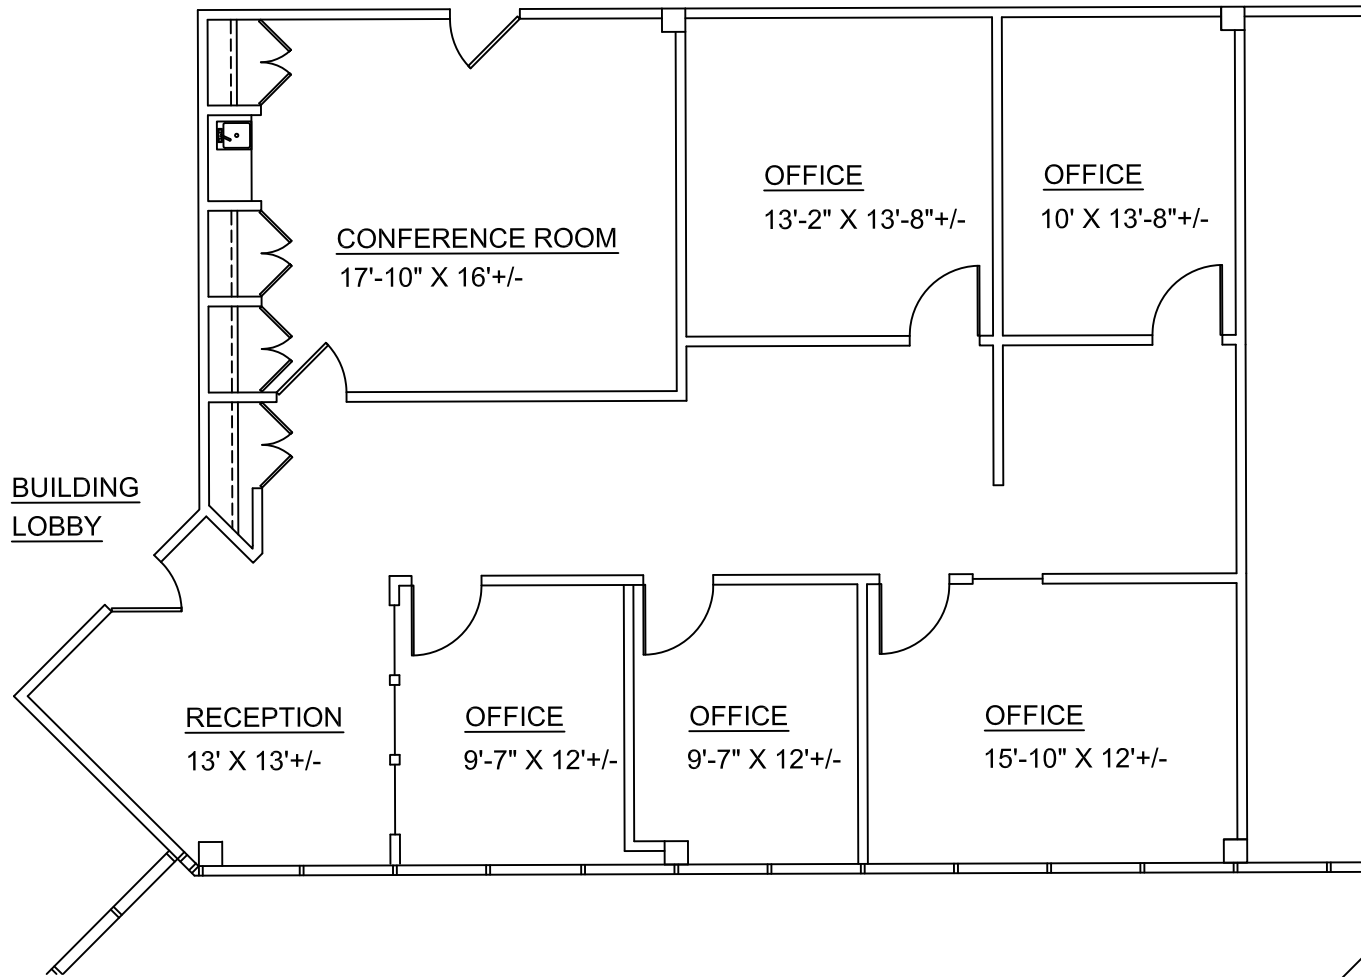 OFFICE
13'-2" X 13'-8"+/-
OFFICE
10' X 13'-8"+/-
CONFERENCE ROOM
17'-10" X 16'+/-
BUILDING
LOBBY
RECEPTION
13' X 13'+/-
OFFICE
9'-7" X 12'+/-
OFFICE
9'-7" X 12'+/-
OFFICE
15'-10" X 12'+/-